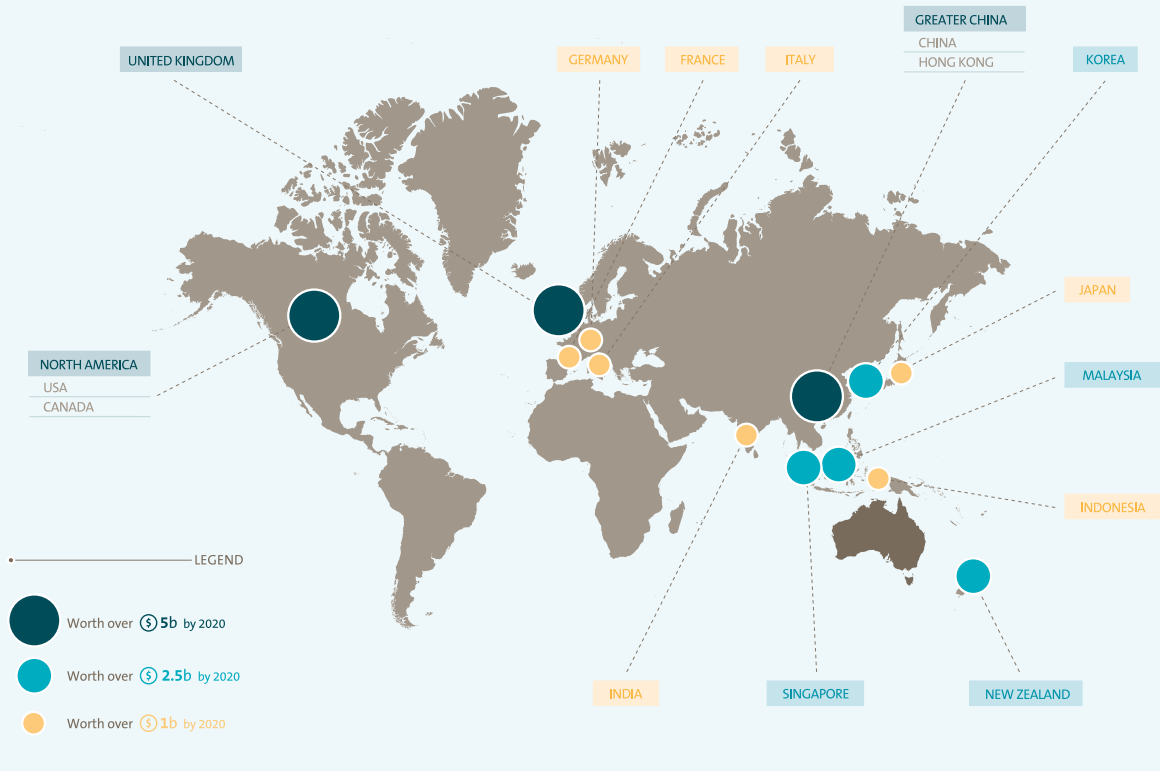 GREATER CHINA
CHINA
HONG KONG
UNITED KINGDOM
GERMANY
FRANCE
ITALY
KOREA
JAPAN
NORTH AMERICA
USA
CANADA
MALAYSIA
INDONESIA
LEGEND
Worth over $ 5b by 2020
Worth over $ 2.5b by 2020
Worth over $ 1b by 2020
INDIA
SINGAPORE
NEW ZEALAND